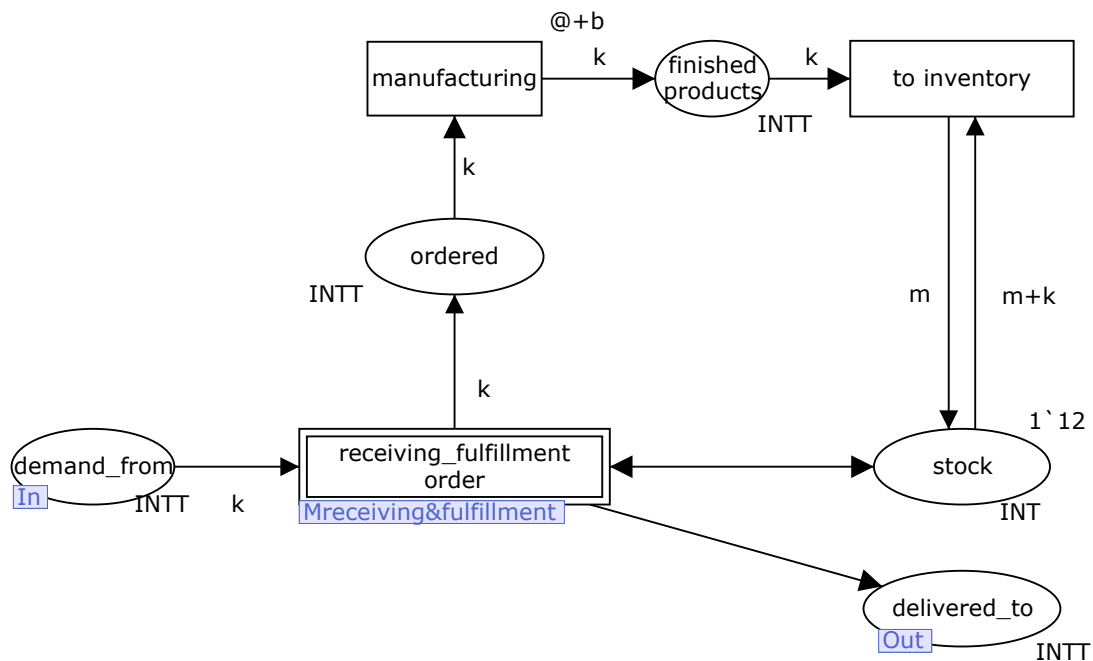 @+b
manufacturing
k
finished
products
k
to inventory
INTT
k
ordered
INTT
m
m+k
k
1`12
demand_from
In
INTT
k
receiving_fulfillment
order
Mreceiving&fulfillment
stock
INT
delivered_to
Out
INTT